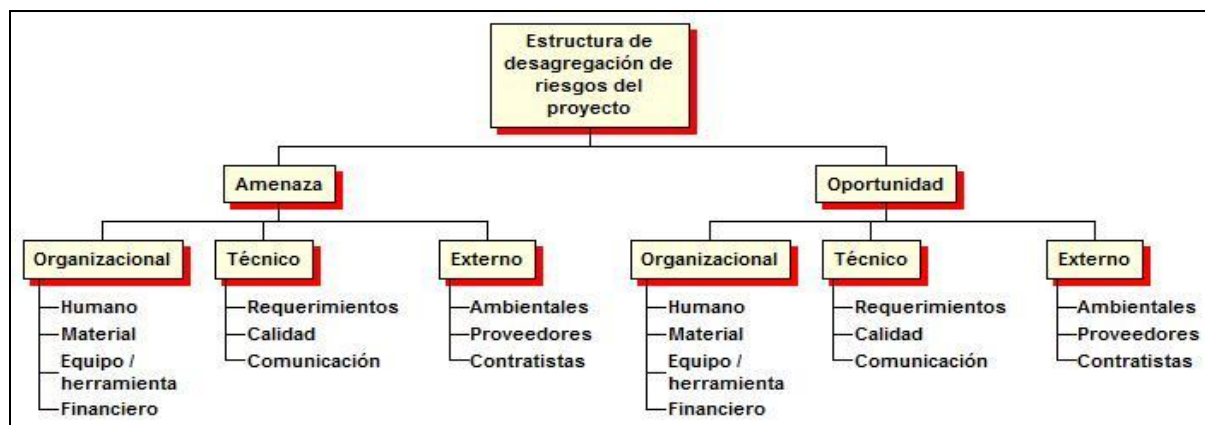 Estructura de
desagregación de
riesgos del
proyecto
Amenaza
Oportunidad
Organizacional
Técnico
Externo
Organizacional
Técnico
Externo
Humano
Material
Equipo /
herramienta
Financiero
Requerimientos
Calidad
Comunicación
Ambientales
Proveedores
Contratistas
Humano
Material
Equipo /
herramienta
Financiero
Requerimientos
Calidad
Comunicación
Ambientales
Proveedores
Contratistas